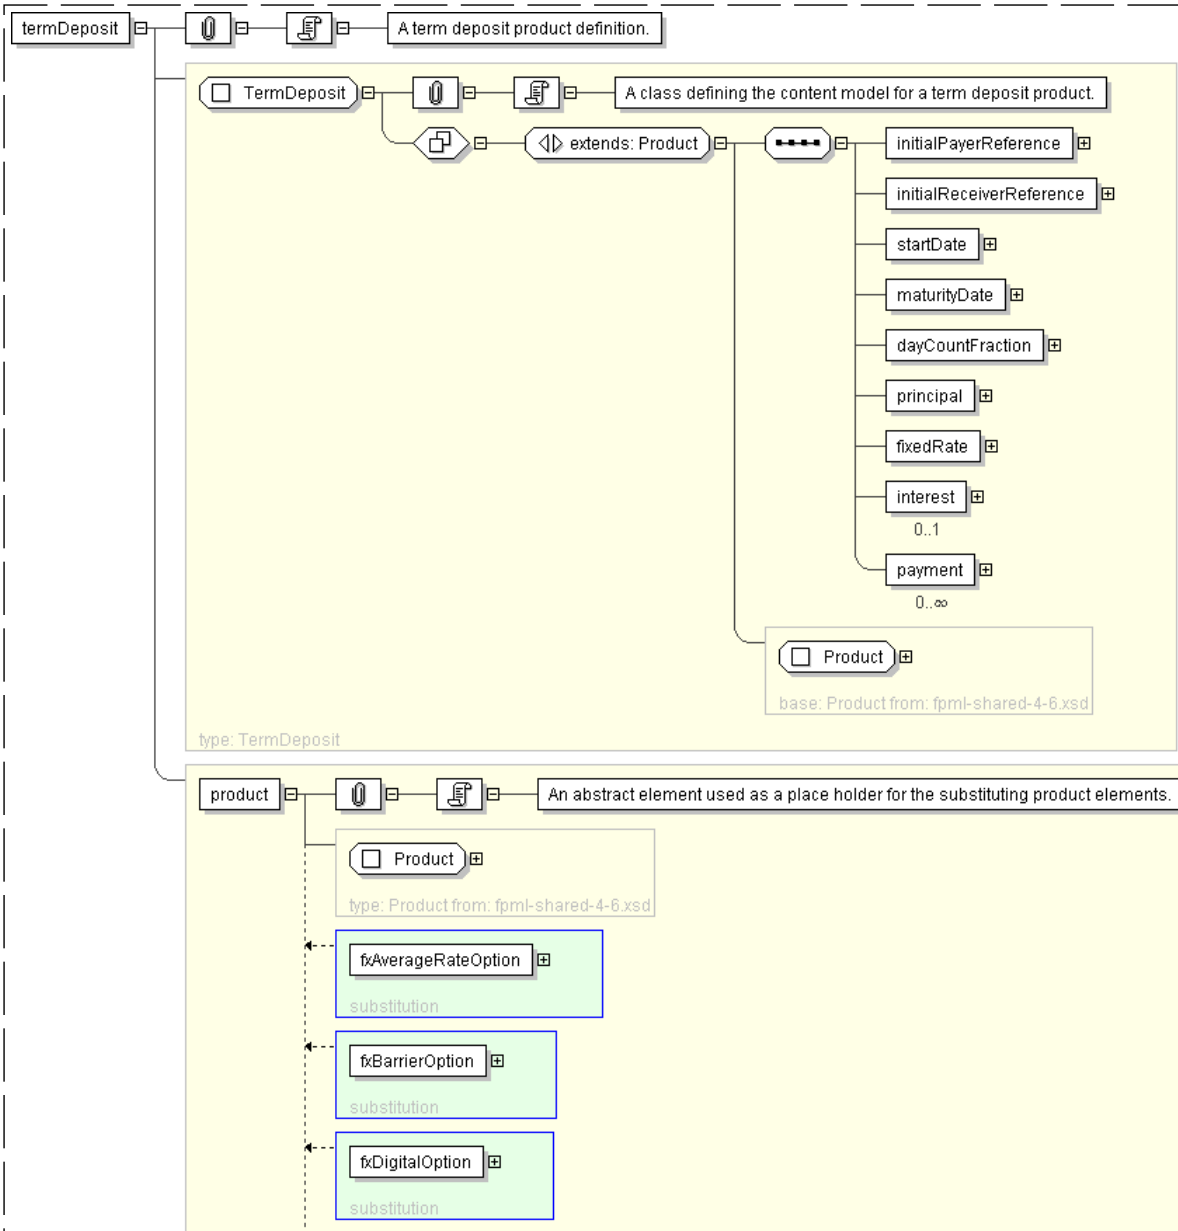 termDeposit
A term deposit product definition.
TermDeposit
A class defining the content model for a term deposit product.
extends: Product
initialPayerReference
initialReceiverReference
startDate
maturityDate
dayCountFraction
principal
fixedRate
interest
0..1
payment
0..∞
Product
base: Product from: fpml-shared-4-6.xsd
type: TermDeposit
product
An abstract element used as a place holder for the substituting product elements.
Product
type: Product from: fpml-shared-4-6.xsd
fxAverageRateOption
substitution
fxBarrierOption
substitution
fxDigitalOption
substitution